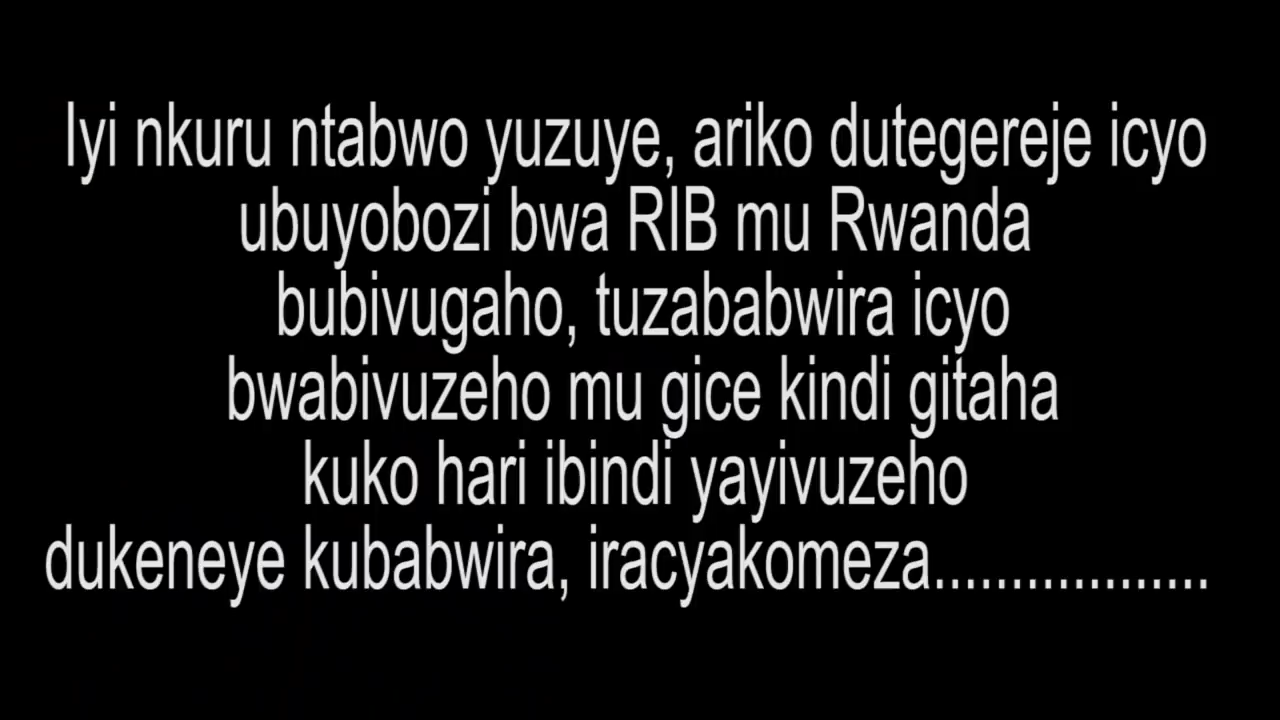 Iyi nkuru ntabwo yuzuye, ariko dutegereje icyo
ubuyobozi bwa RIB mu Rwanda
bubivugaho, tuzababwira icyo
bwabivuzeho mu gice kindi gitaha
kuko hari ibindi yayivuzeho
dukeneye kubabwira, iracyakomeza..................